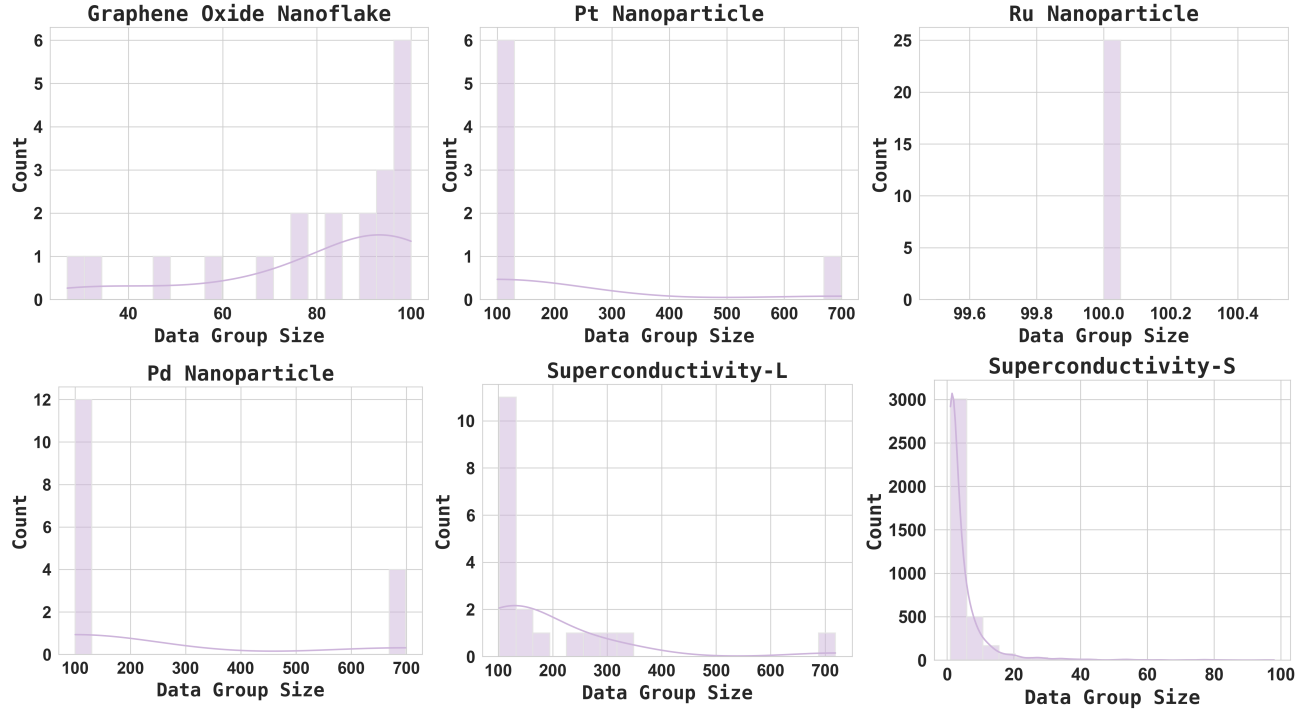 Graphene Oxide Nanoflake
6
5
4
3
2
1
0
Count
40 60 80 100
Data Group Size
Pt Nanoparticle
6
5
4
3
2
1
0
Count
100 200 300 400 500 600 700
Data Group Size
Ru Nanoparticle
25
20
15
10
5
0
Count
99.6 99.8 100.0 100.2 100.4
Data Group Size
Pd Nanoparticle
12
10
8
6
4
2
0
Count
100 200 300 400 500 600 700
Data Group Size
Superconductivity-L
10
8
6
4
2
0
Count
100 200 300 400 500 600 700
Data Group Size
Superconductivity-S
3000
2500
2000
1500
1000
500
0
Count
0 20 40 60 80 100
Data Group Size